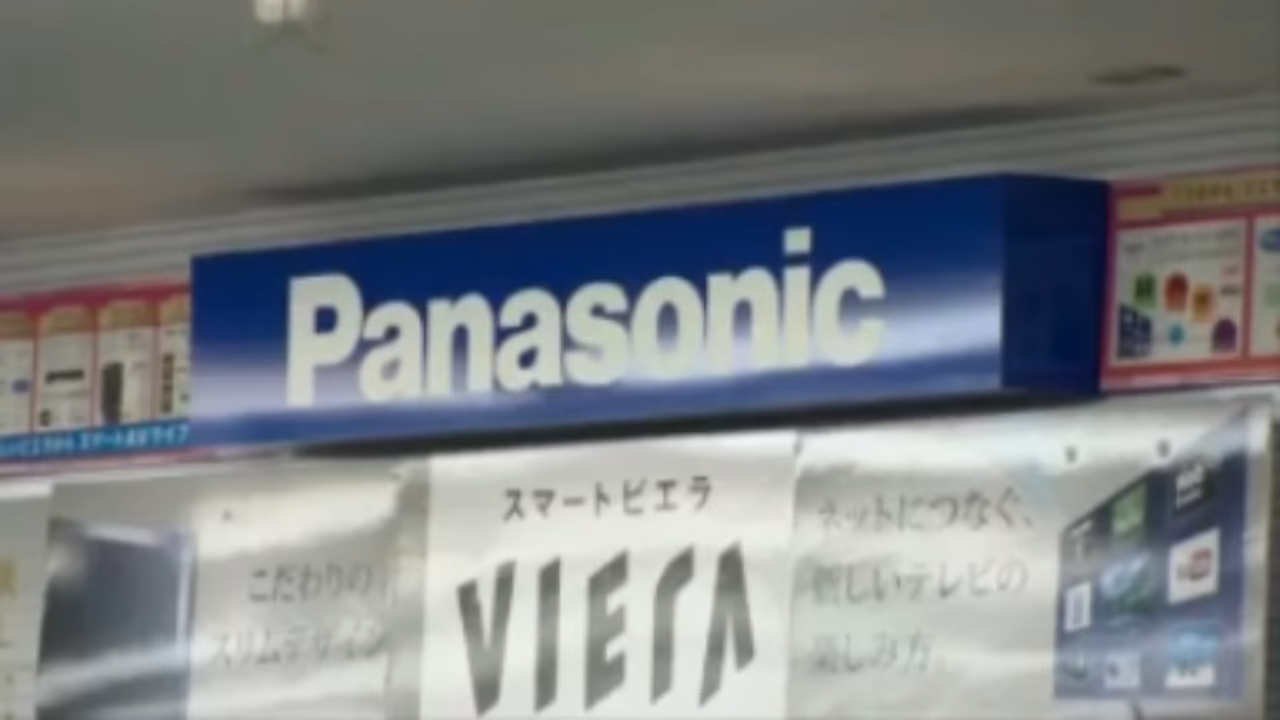 Panasonic
スマートビエラ
VIERA
こだわりの
スリムデザイン
ネットにつなぐ、
新しいテレビの
楽しみ方。